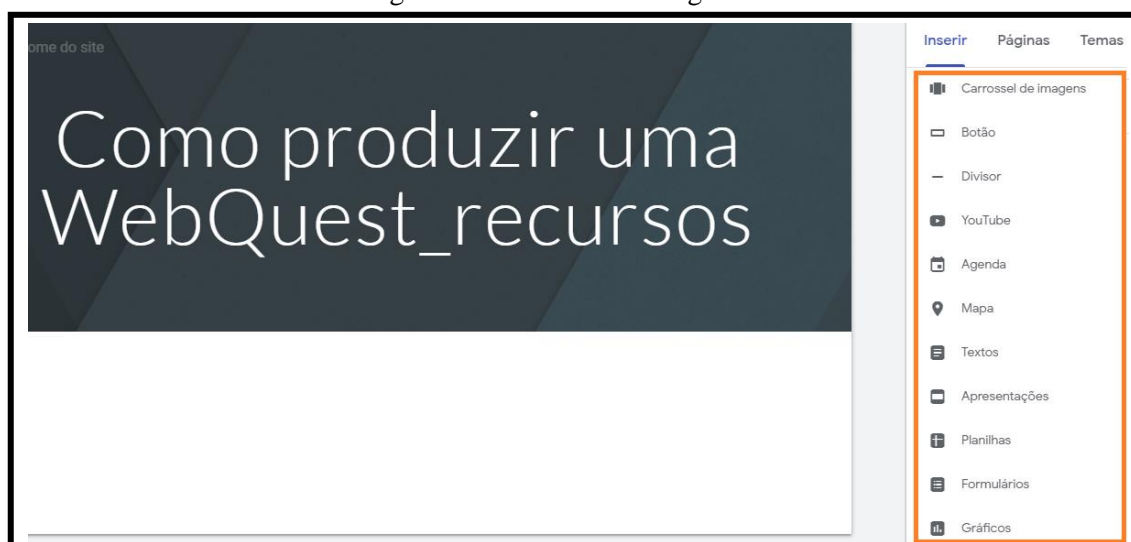 ome do site
Como produzir uma
WebQuest_recursos
Inserir Páginas Temas
Carrossel de imagens
Botão
Divisor
YouTube
Agenda
Mapa
Textos
Apresentações
Planilhas
Formulários
Gráficos